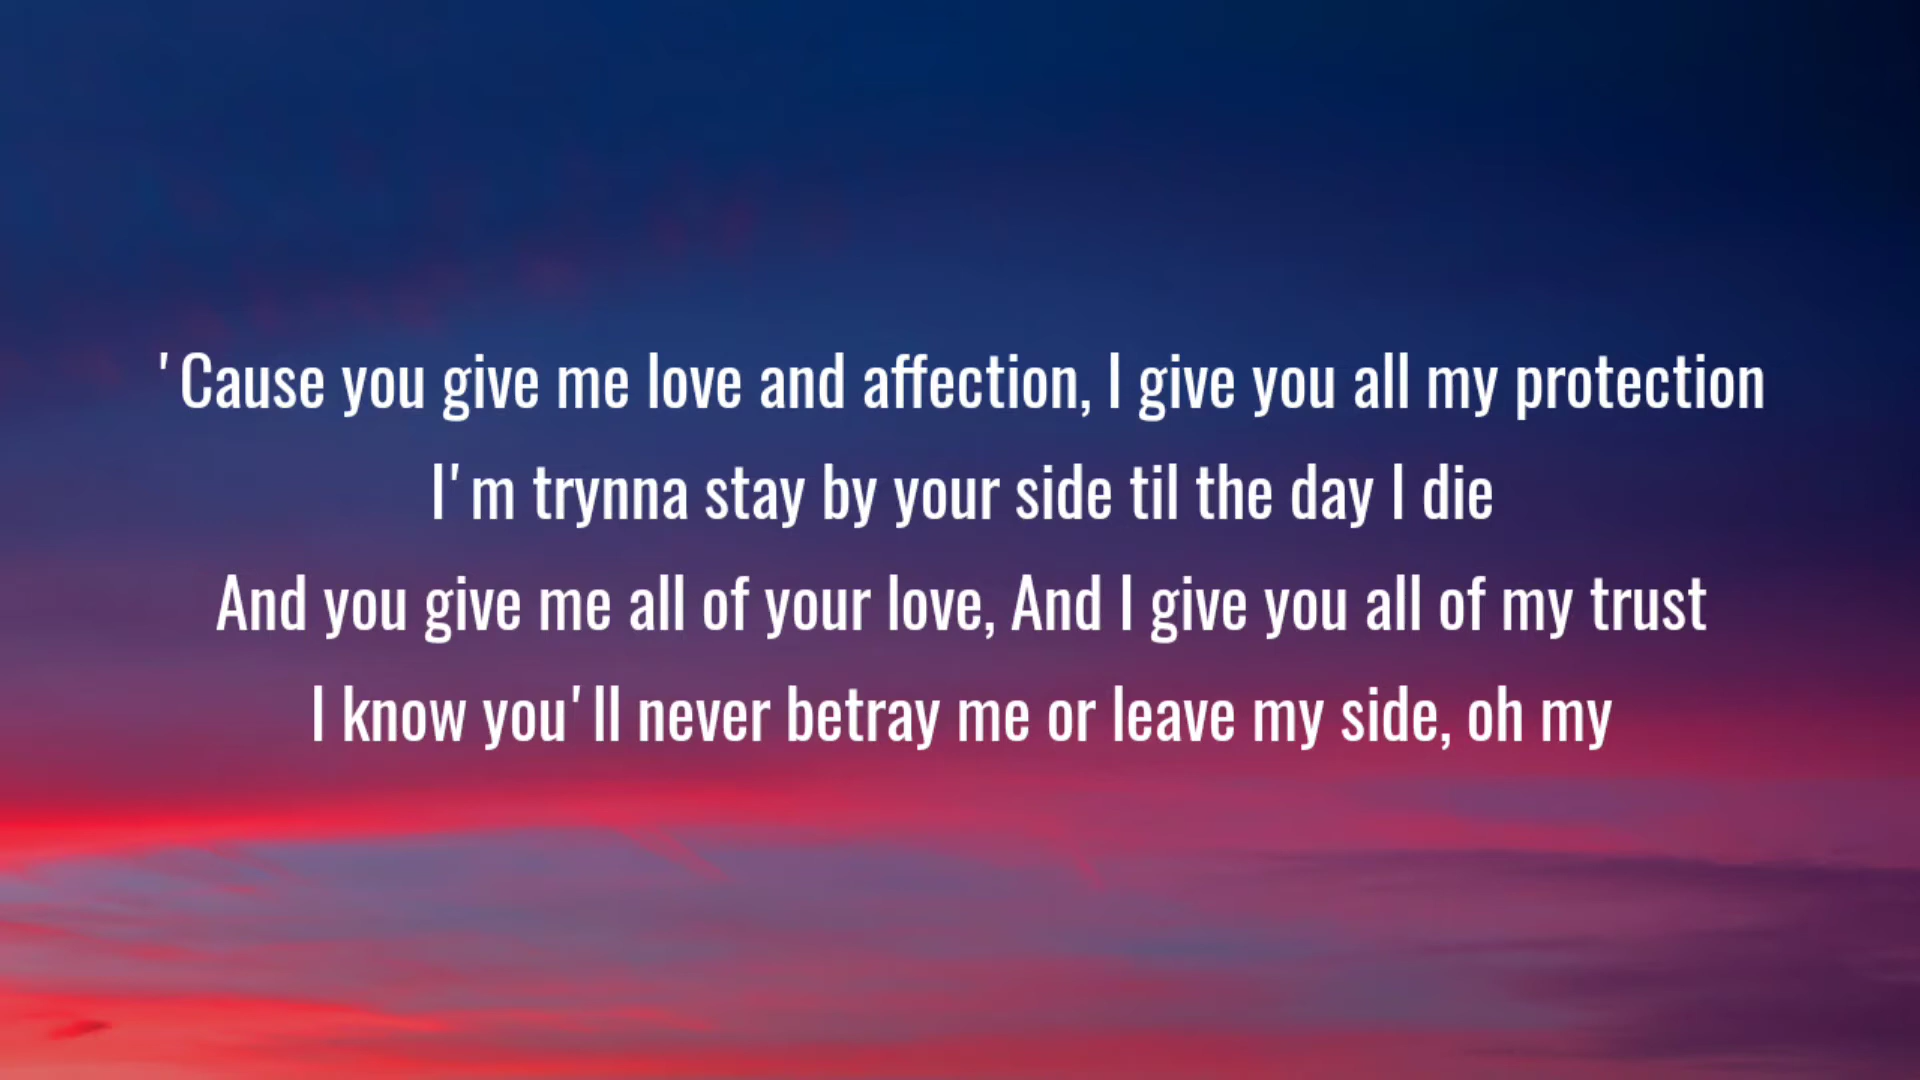 'Cause you give me love and affection, I give you all my protection
I'm trynna stay by your side til the day I die
And you give me all of your love, And I give you all of my trust
I know you'll never betray me or leave my side, oh my